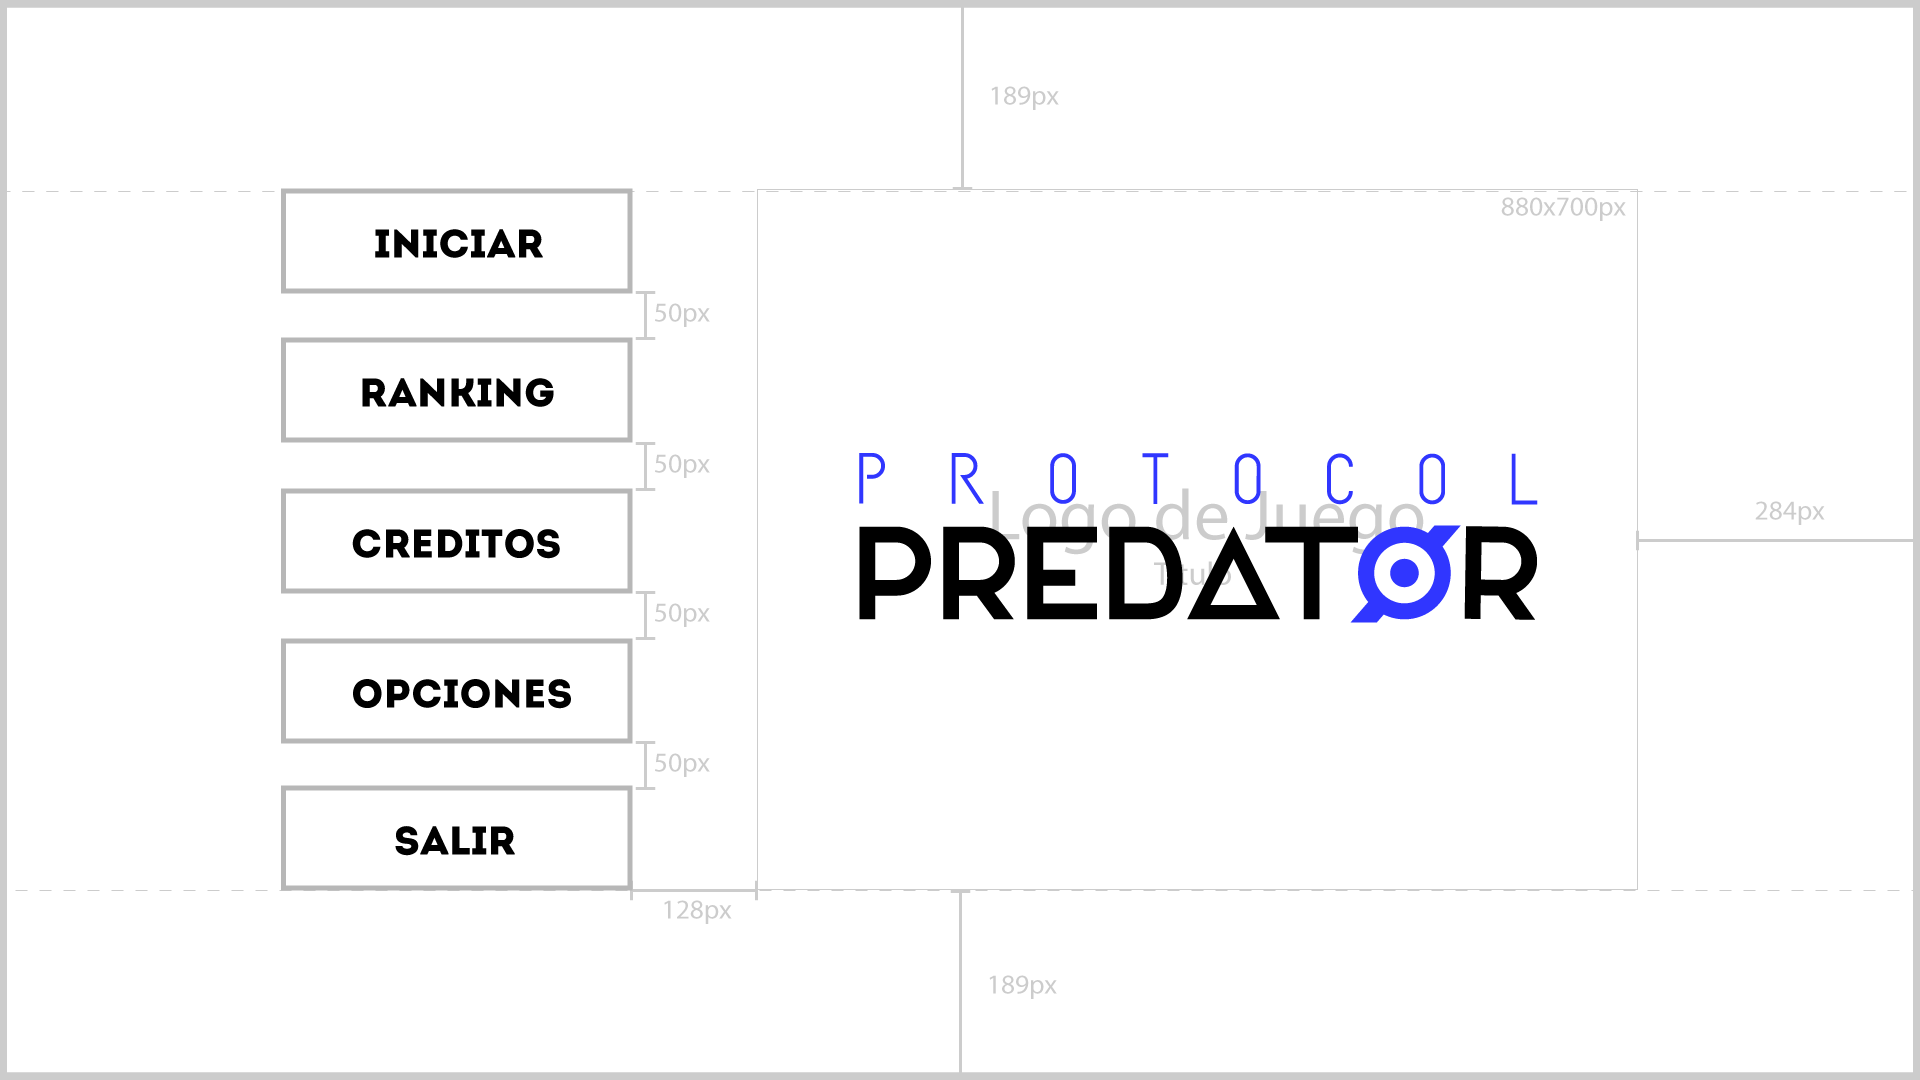 189px
880x700px
INICIAR
50px
RANKING
50px
CREDITOS
50px
OPCIONES
50px
SALIR
128px
PROTOCOL
Logo de Juego
PREDATOR
Titulo
284px
189px